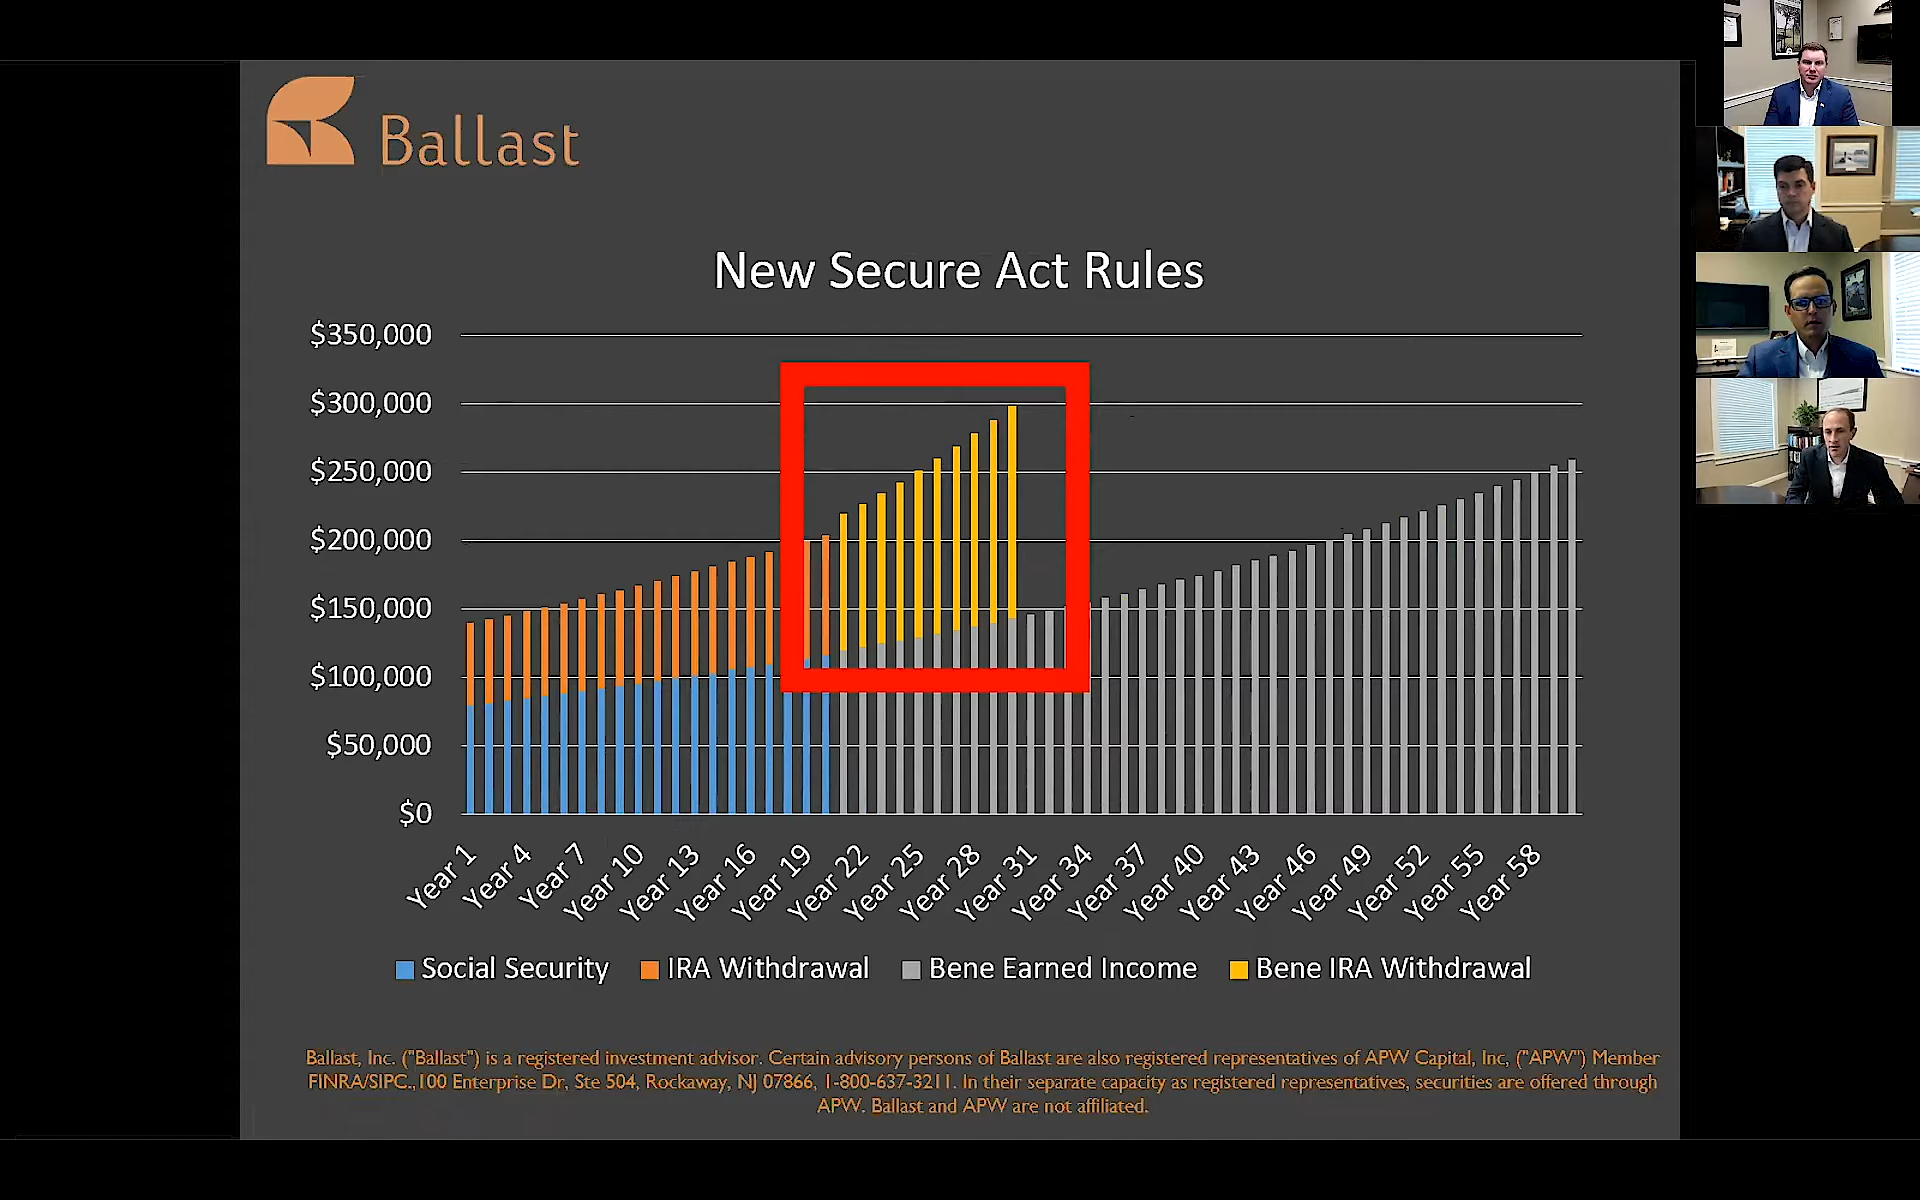 Ballast
New Secure Act Rules
$350,000
$300,000
$250,000
$200,000
$150,000
$100,000
$50,000
$0
Year 1
Year 4
Year 7
Year 10
Year 13
Year 16
Year 19
Year 22
Year 25
Year 28
Year 31
Year 34
Year 37
Year 40
Year 43
Year 46
Year 49
Year 52
Year 55
Year 58
Social Security
IRA Withdrawal
Bene Earned Income
Bene IRA Withdrawal
Ballast, Inc. ("Ballast") is a registered investment advisor. Certain advisory persons of Ballast are also registered representatives of APW Capital, Inc, ("APW") Member
FINRA/SIPC.,100 Enterprise Dr, Ste 504, Rockaway, NJ 07866, 1-800-637-3211. In their separate capacity as registered representatives, securities are offered through
APW. Ballast and APW are not affiliated.